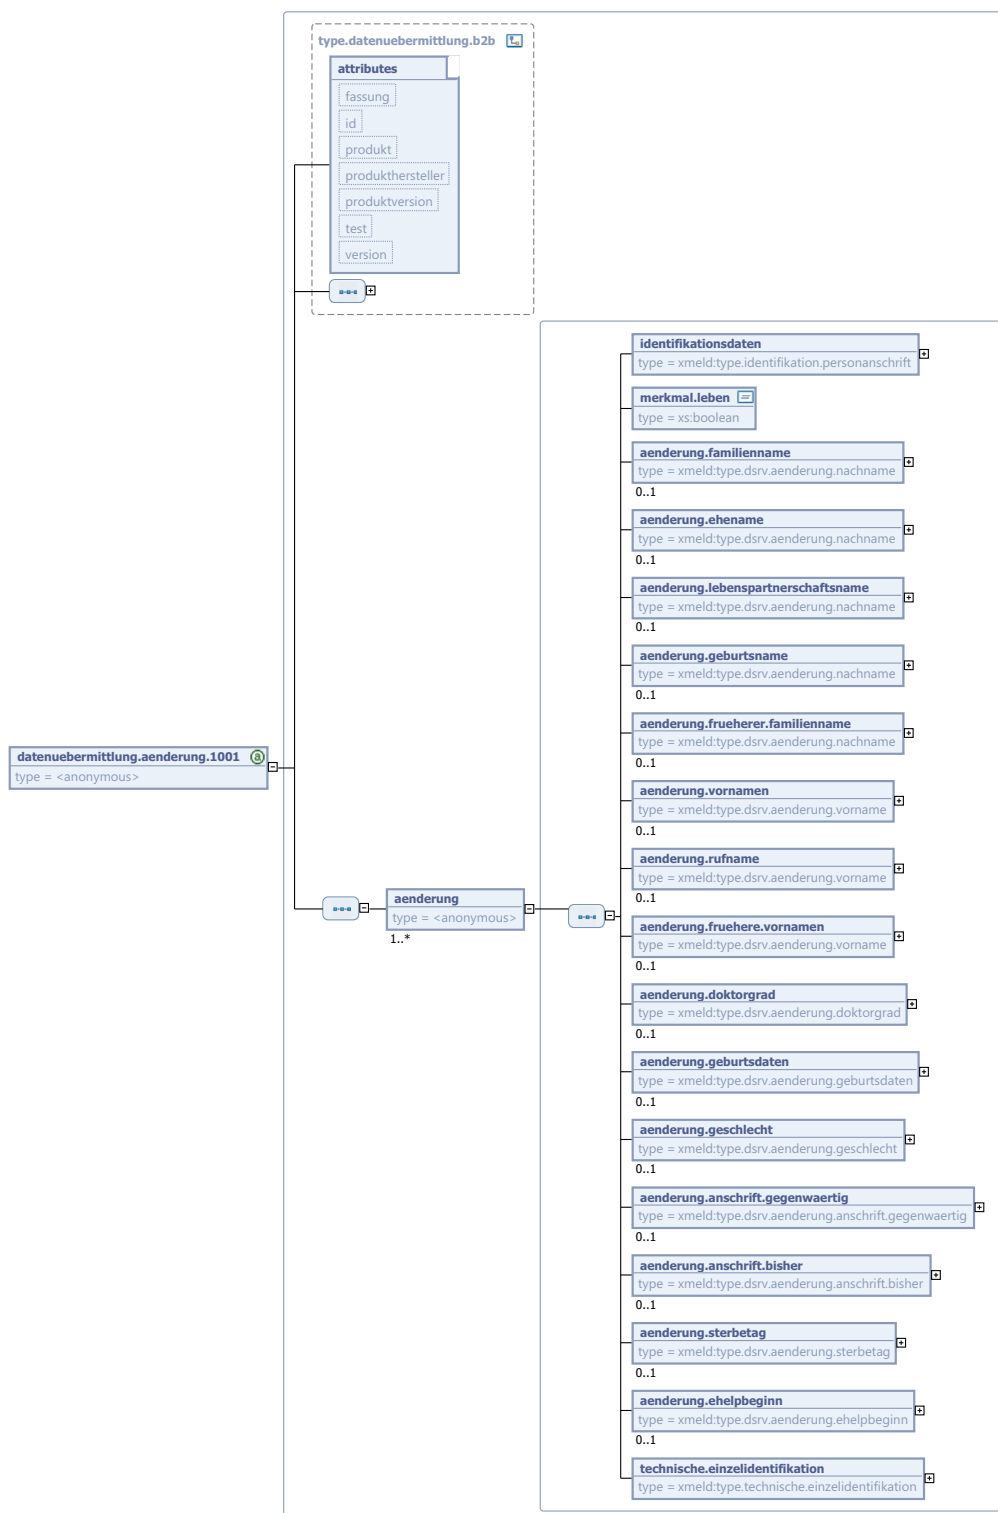 type.datenuebermittlung.b2b
attributes
fassung
id
produkt
produkthersteller
produktversion
test
version
identifikationsdaten
type = xmeld:type.identifikation.personanschrift
merkmal.leben
type = xs:boolean
aenderung.familienname
type = xmeld:type.dsrv.aenderung.nachname
0..1
aenderung.ehename
type = xmeld:type.dsrv.aenderung.nachname
0..1
aenderung.lebenspartnerschaftsname
type = xmeld:type.dsrv.aenderung.nachname
0..1
aenderung.geburtsname
type = xmeld:type.dsrv.aenderung.nachname
0..1
aenderung.frueherer.familienname
type = xmeld:type.dsrv.aenderung.nachname
0..1
datenuebermittlung.aenderung.1001 a
type = <anonymous>
aenderung.vornamen
type = xmeld:type.dsrv.aenderung.vorname
0..1
aenderung.rufname
type = xmeld:type.dsrv.aenderung.vorname
0..1
aenderung
type = <anonymous>
1..*
aenderung.fruehere.vornamen
type = xmeld:type.dsrv.aenderung.vorname
0..1
aenderung.doktorgrad
type = xmeld:type.dsrv.aenderung.doktorgrad
0..1
aenderung.geburtsdaten
type = xmeld:type.dsrv.aenderung.geburtsdaten
0..1
aenderung.geschlecht
type = xmeld:type.dsrv.aenderung.geschlecht
0..1
aenderung.anschrift.gegenwaertig
type = xmeld:type.dsrv.aenderung.anschrift.gegenwaertig
0..1
aenderung.anschrift.bisher
type = xmeld:type.dsrv.aenderung.anschrift.bisher
0..1
aenderung.sterbetag
type = xmeld:type.dsrv.aenderung.sterbetag
0..1
aenderung.ehelpbeginn
type = xmeld:type.dsrv.aenderung.ehelpbeginn
0..1
technische.einzelidentifikation
type = xmeld:type.technische.einzelidentifikation